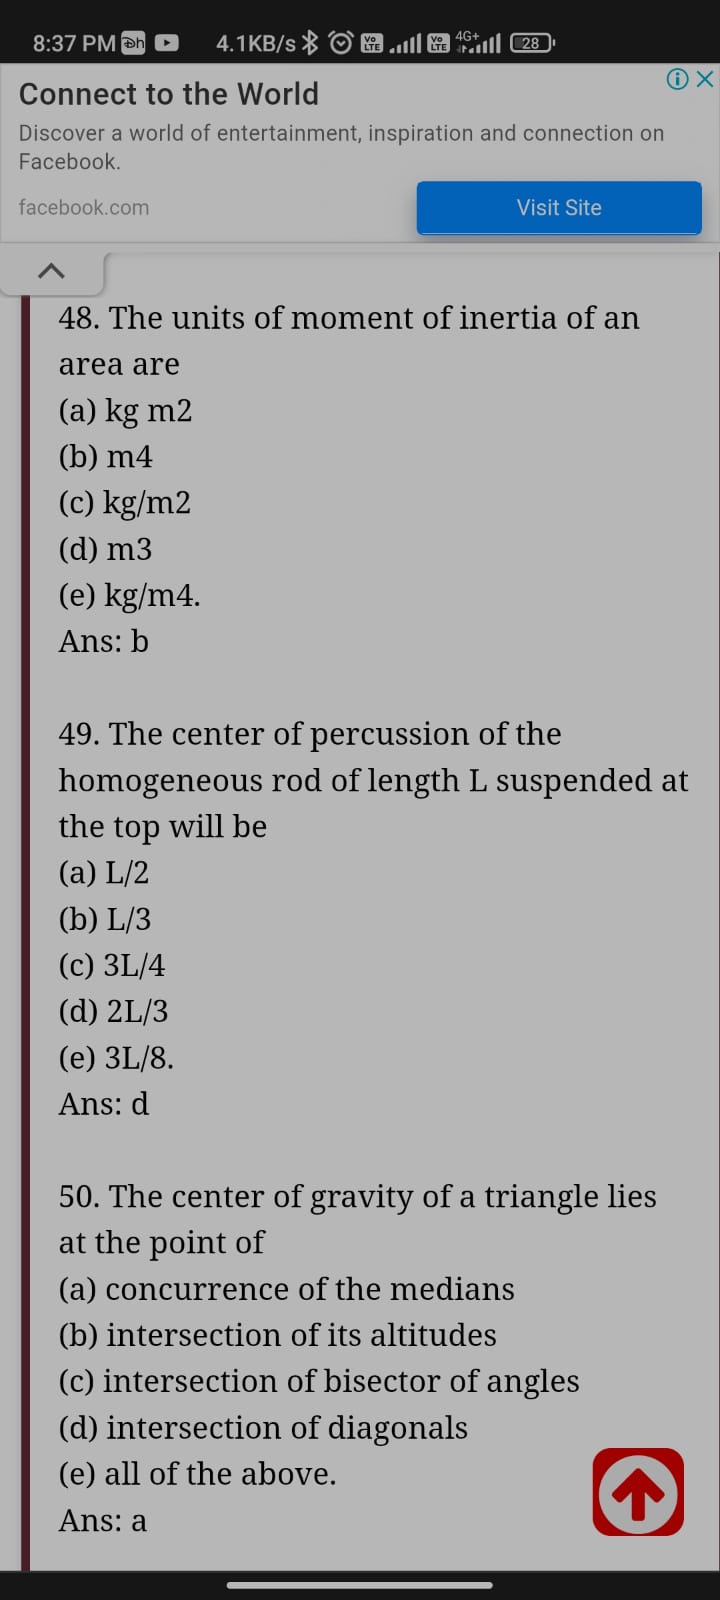 8:37 PM Dh 4.1KB/s Vo LTE Vo LTE 4G+ 28
Connect to the World
Discover a world of entertainment, inspiration and connection on
Facebook.
facebook.com Visit Site
48. The units of moment of inertia of an
area are
(a) kg m2
(b) m4
(c) kg/m2
(d) m3
(e) kg/m4.
Ans: b
49. The center of percussion of the
homogeneous rod of length L suspended at
the top will be
(a) L/2
(b) L/3
(c) 3L/4
(d) 2L/3
(e) 3L/8.
Ans: d
50. The center of gravity of a triangle lies
at the point of
(a) concurrence of the medians
(b) intersection of its altitudes
(c) intersection of bisector of angles
(d) intersection of diagonals
(e) all of the above.
Ans: a